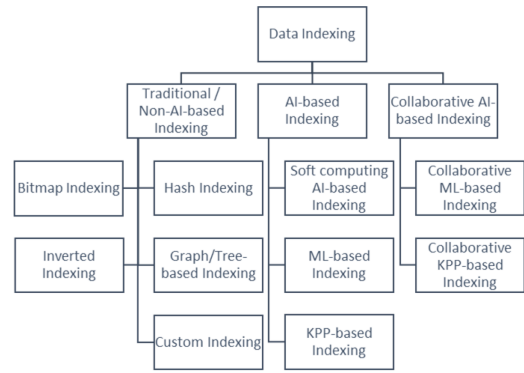 Data Indexing
Traditional /
Non-AI-based
Indexing
AI-based
Indexing
Collaborative AI-
based Indexing
Bitmap Indexing
Hash Indexing
Soft computing
AI-based
Indexing
Collaborative
ML-based
Indexing
Inverted
Indexing
Graph/Tree-
based Indexing
ML-based
Indexing
Collaborative
KPP-based
Indexing
Custom Indexing
KPP-based
Indexing